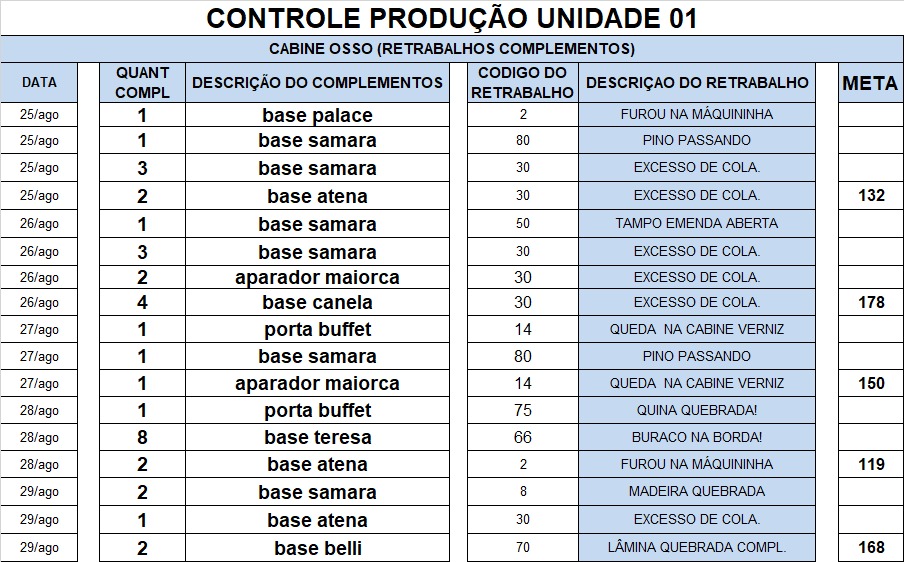 CONTROLE PRODUÇÃO UNIDADE 01
CABINE OSSO (RETRABALHOS COMPLEMENTOS)
DATA QUANT COMPL DESCRIÇÃO DO COMPLEMENTOS CODIGO DO RETRABALHO DESCRIÇAO DO RETRABALHO META
25/ago 1 base palace 2 FUROU NA MÁQUININHA
25/ago 1 base samara 80 PINO PASSANDO
25/ago 3 base samara 30 EXCESSO DE COLA.
25/ago 2 base atena 30 EXCESSO DE COLA. 132
26/ago 1 base samara 50 TAMPO EMENDA ABERTA
26/ago 3 base samara 30 EXCESSO DE COLA.
26/ago 2 aparador maiorca 30 EXCESSO DE COLA.
26/ago 4 base canela 30 EXCESSO DE COLA. 178
27/ago 1 porta buffet 14 QUEDA  NA CABINE VERNIZ
27/ago 1 base samara 80 PINO PASSANDO
27/ago 1 aparador maiorca 14 QUEDA  NA CABINE VERNIZ 150
28/ago 1 porta buffet 75 QUINA QUEBRADA!
28/ago 8 base teresa 66 BURACO NA BORDA!
28/ago 2 base atena 2 FUROU NA MÁQUININHA 119
29/ago 2 base samara 8 MADEIRA QUEBRADA
29/ago 1 base atena 30 EXCESSO DE COLA.
29/ago 2 base belli 70 LÂMINA QUEBRADA COMPL. 168